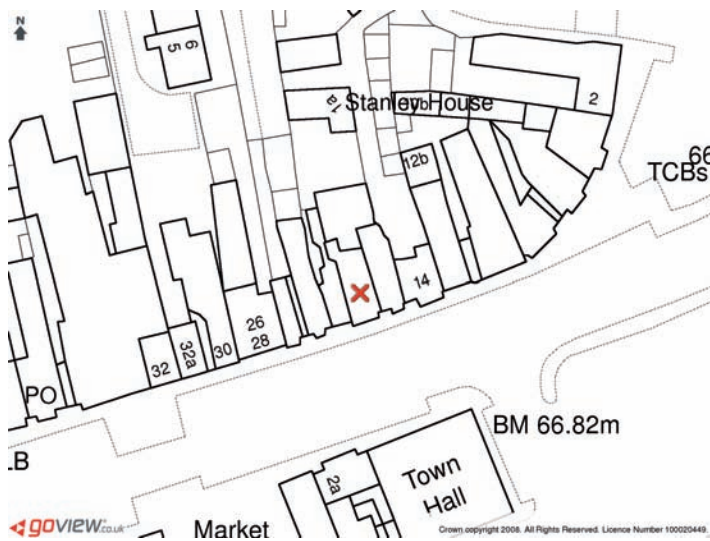 N
6
5
1a
Stanley House
2
12b
66
TCBs
14
26
28
30
32a
32
PO
LB
BM 66.82m
Town
Hall
2a
Market
goview.co.uk
Crown copyright 2008. All Rights Reserved. Licence Number 100020449.